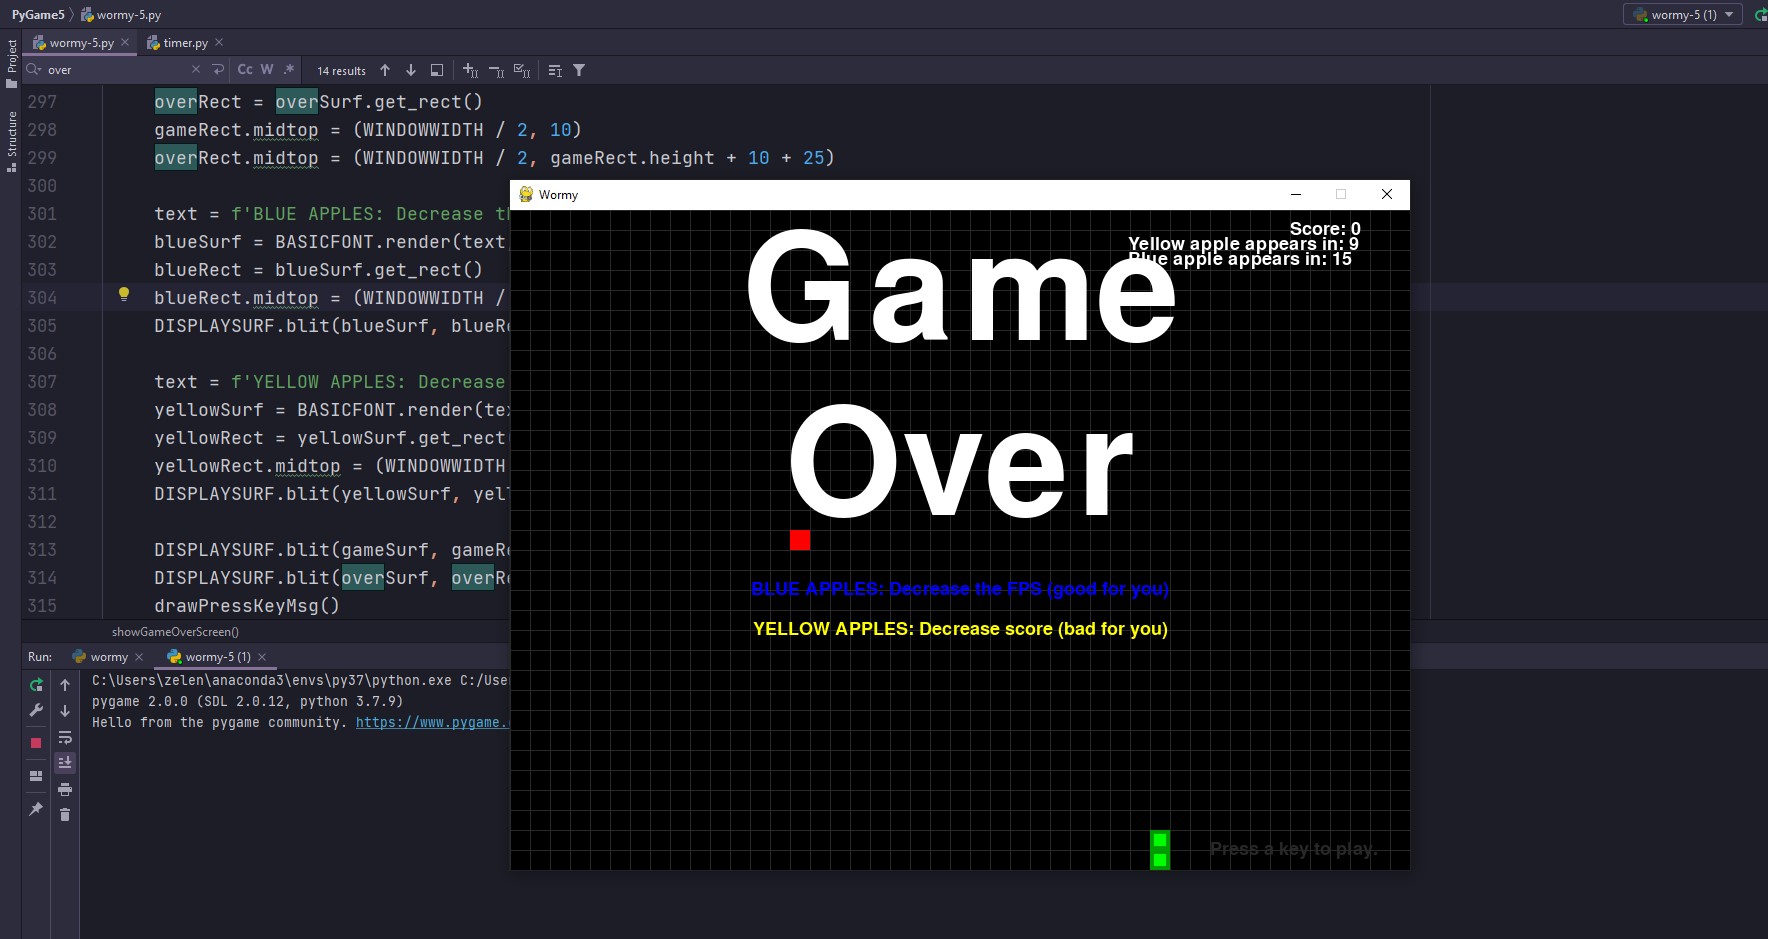 PyGame5 wormy-5.py wormy-5 (1)
wormy-5.py timer.py
Project
Structure
over Cc W .* 14 results
297 overRect = overSurf.get_rect()
298 gameRect.midtop = (WINDOWWIDTH / 2, 10)
299 overRect.midtop = (WINDOWWIDTH / 2, gameRect.height + 10 + 25)
300
301 text = f'BLUE APPLES: Decrease th
302 blueSurf = BASICFONT.render(text,
303 blueRect = blueSurf.get_rect()
304 blueRect.midtop = (WINDOWWIDTH /
305 DISPLAYSURF.blit(blueSurf, blueRe
306
307 text = f'YELLOW APPLES: Decrease
308 yellowSurf = BASICFONT.render(tex
309 yellowRect = yellowSurf.get_rect
310 yellowRect.midtop = (WINDOWWIDTH
311 DISPLAYSURF.blit(yellowSurf, yell
312
313 DISPLAYSURF.blit(gameSurf, gameRe
314 DISPLAYSURF.blit(overSurf, overRe
315 drawPressKeyMsg()
showGameOverScreen()
Run: wormy wormy-5 (1)
C:\Users\zelen\anaconda3\envs\py37\python.exe C:/Use
pygame 2.0.0 (SDL 2.0.12, python 3.7.9)
Hello from the pygame community. https://www.pygame.
Wormy
Score: 0
Yellow apple appears in: 9
Blue apple appears in: 15
Game
Over
BLUE APPLES: Decrease the FPS (good for you)
YELLOW APPLES: Decrease score (bad for you)
Press a key to play.